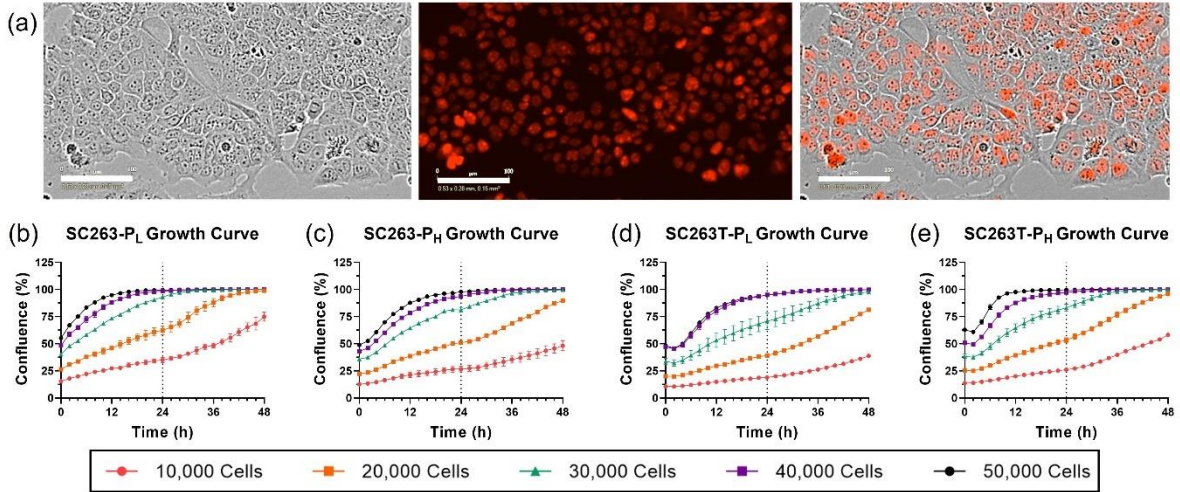 (a)
µm 100
µm 100
0.53 x 0.28 mm, 0.15 mm²
µm 100
(b) SC263-PL Growth Curve
(c) SC263-PH Growth Curve
(d) SC263T-PL Growth Curve
(e) SC263T-PH Growth Curve
Confluence (%)
125
100
75
50
25
0
0 12 24 36 48
Time (h)
Confluence (%)
125
100
75
50
25
0
0 12 24 36 48
Time (h)
Confluence (%)
125
100
75
50
25
0
0 12 24 36 48
Time (h)
Confluence (%)
125
100
75
50
25
0
0 12 24 36 48
Time (h)
10,000 Cells 20,000 Cells 30,000 Cells 40,000 Cells 50,000 Cells